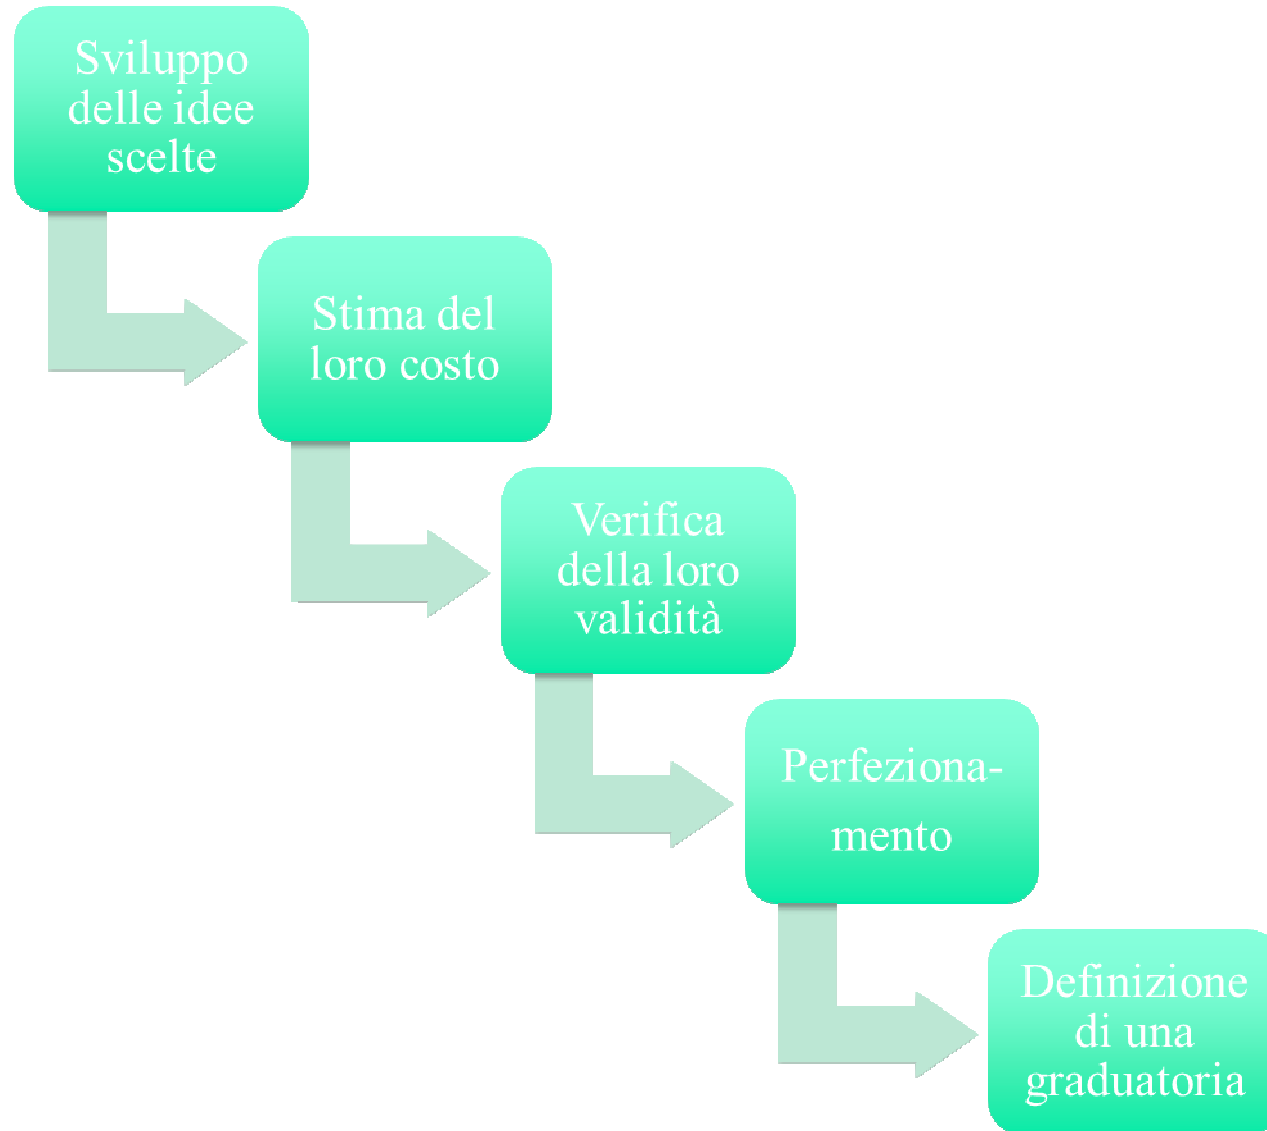 Sviluppo
delle idee
scelte
Stima del
loro costo
Verifica
della loro
validità
Perfeziona-
mento
Definizione
di una
graduatoria